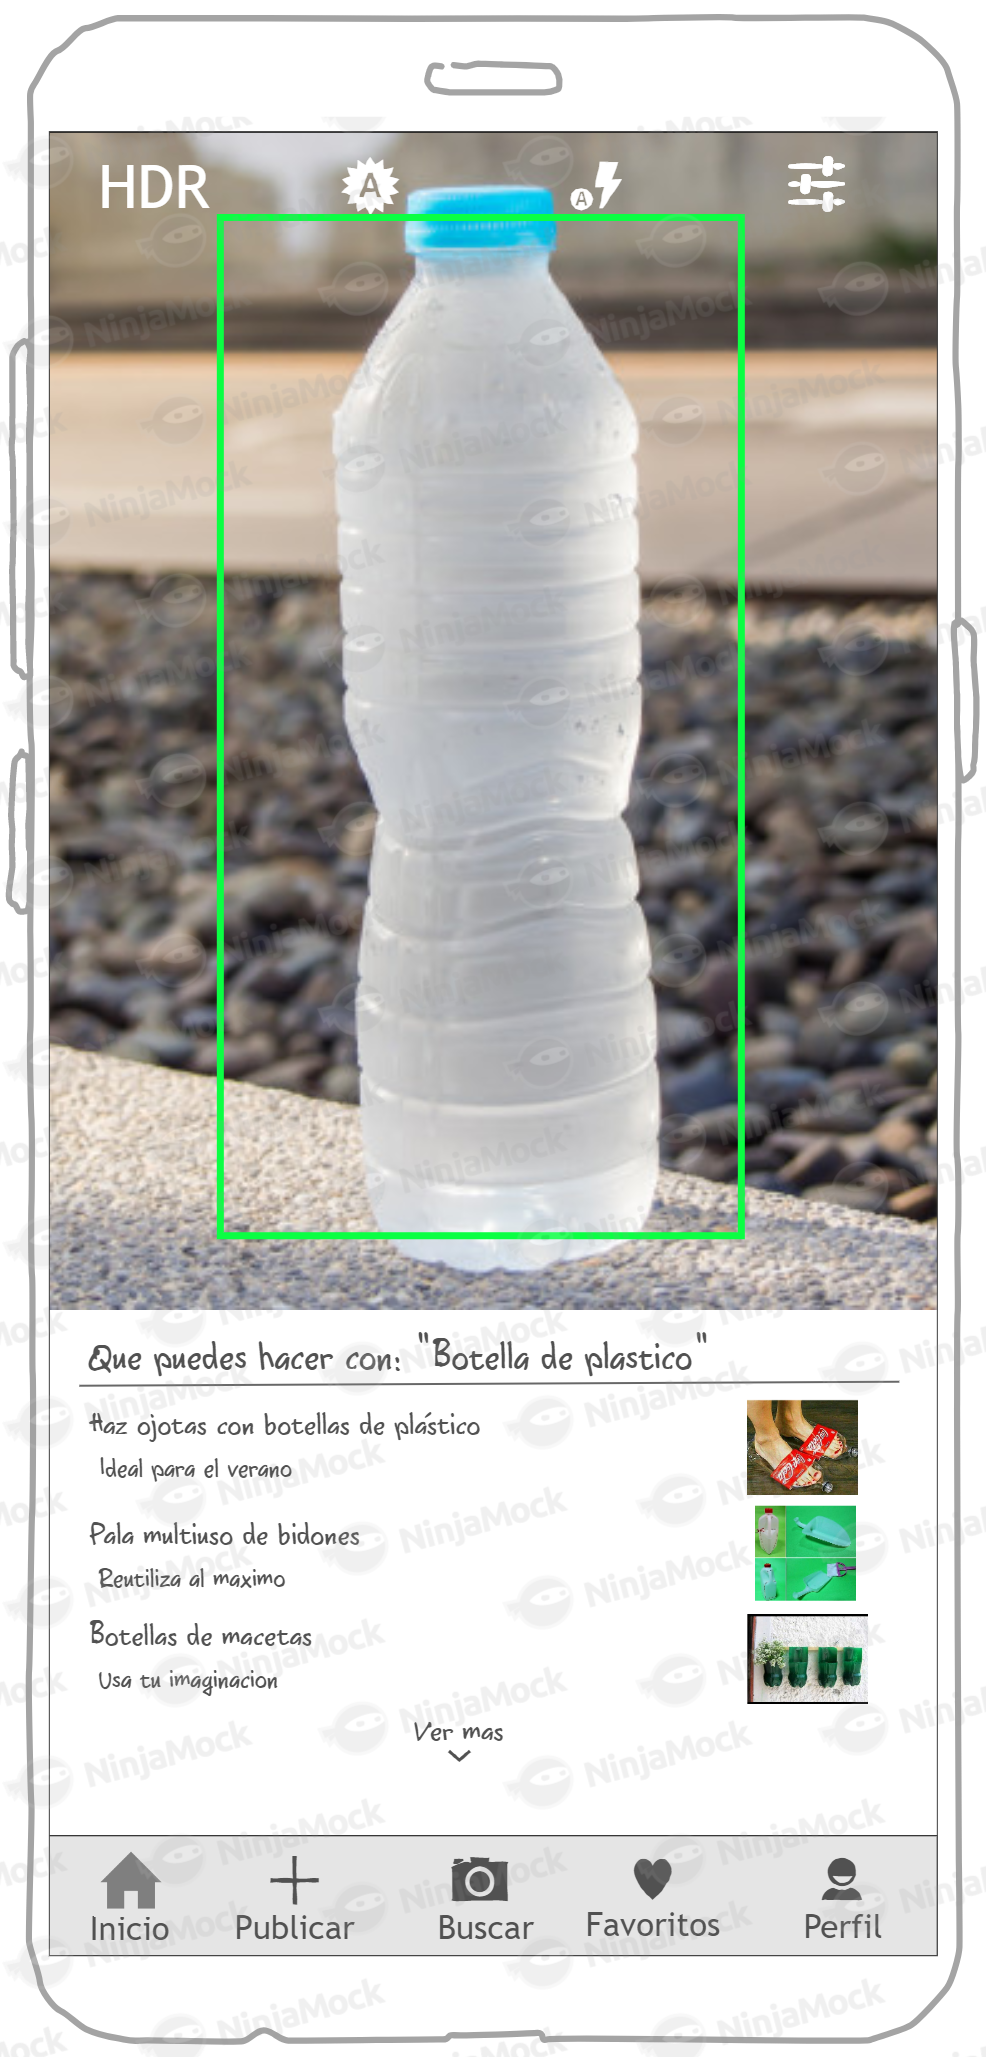 HDR
A
A
Que puedes hacer con: "Botella de plastico"
Haz ojotas con botellas de plástico
Ideal para el verano
Pala multiuso de bidones
Reutiliza al maximo
Botellas de macetas
Usa tu imaginacion
Ver mas
Inicio
Publicar
Buscar
Favoritos
Perfil
NinjaMock